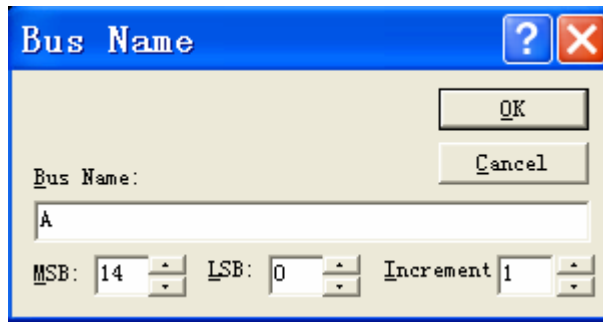 Bus Name
OK
Cancel
Bus Name:
A
MSB: 14 LSB: 0 Increment 1